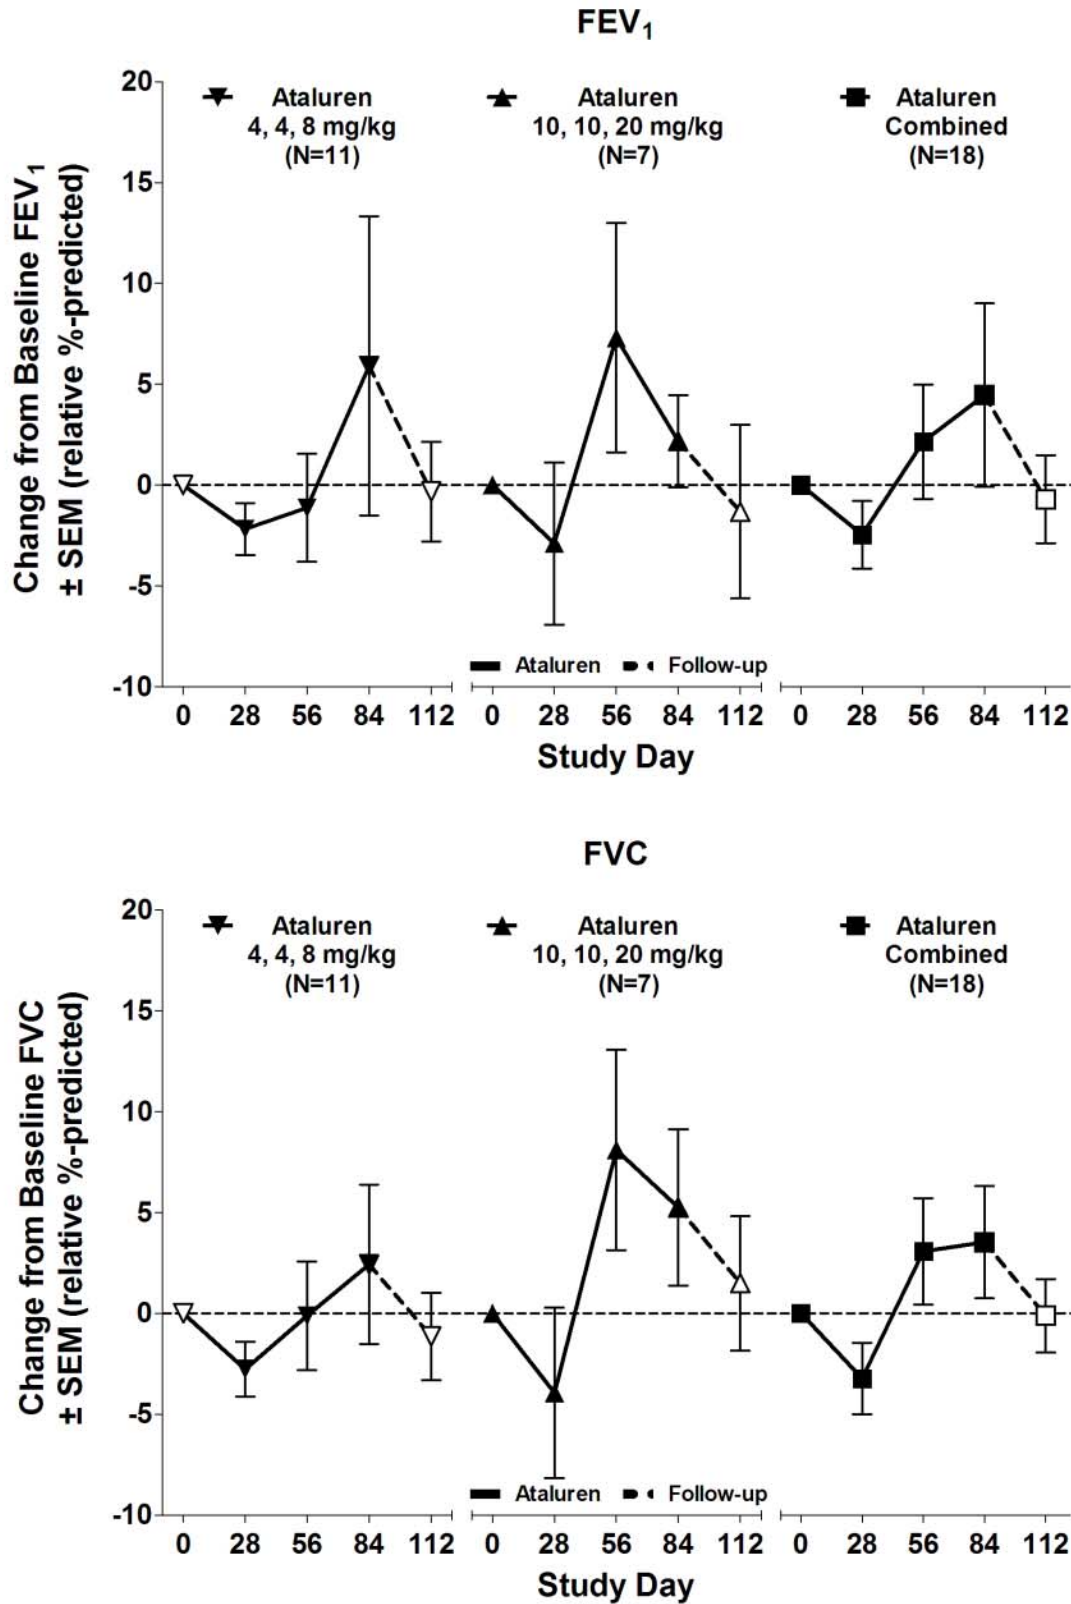 FEV₁
Ataluren
4, 4, 8 mg/kg
(N=11)
Ataluren
10, 10, 20 mg/kg
(N=7)
Ataluren
Combined
(N=18)
Change from Baseline FEV₁
± SEM (relative %-predicted)
20
15
10
5
0
-5
-10
Ataluren Follow-up
0 28 56 84 112 0 28 56 84 112 0 28 56 84 112
Study Day
FVC
Ataluren
4, 4, 8 mg/kg
(N=11)
Ataluren
10, 10, 20 mg/kg
(N=7)
Ataluren
Combined
(N=18)
Change from Baseline FVC
± SEM (relative %-predicted)
20
15
10
5
0
-5
-10
Ataluren Follow-up
0 28 56 84 112 0 28 56 84 112 0 28 56 84 112
Study Day